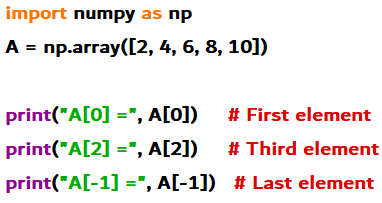 import numpy as np
A = np.array([2, 4, 6, 8, 10])
print("A[0] =", A[0]) # First element
print("A[2] =", A[2]) # Third element
print("A[-1] =", A[-1]) # Last element